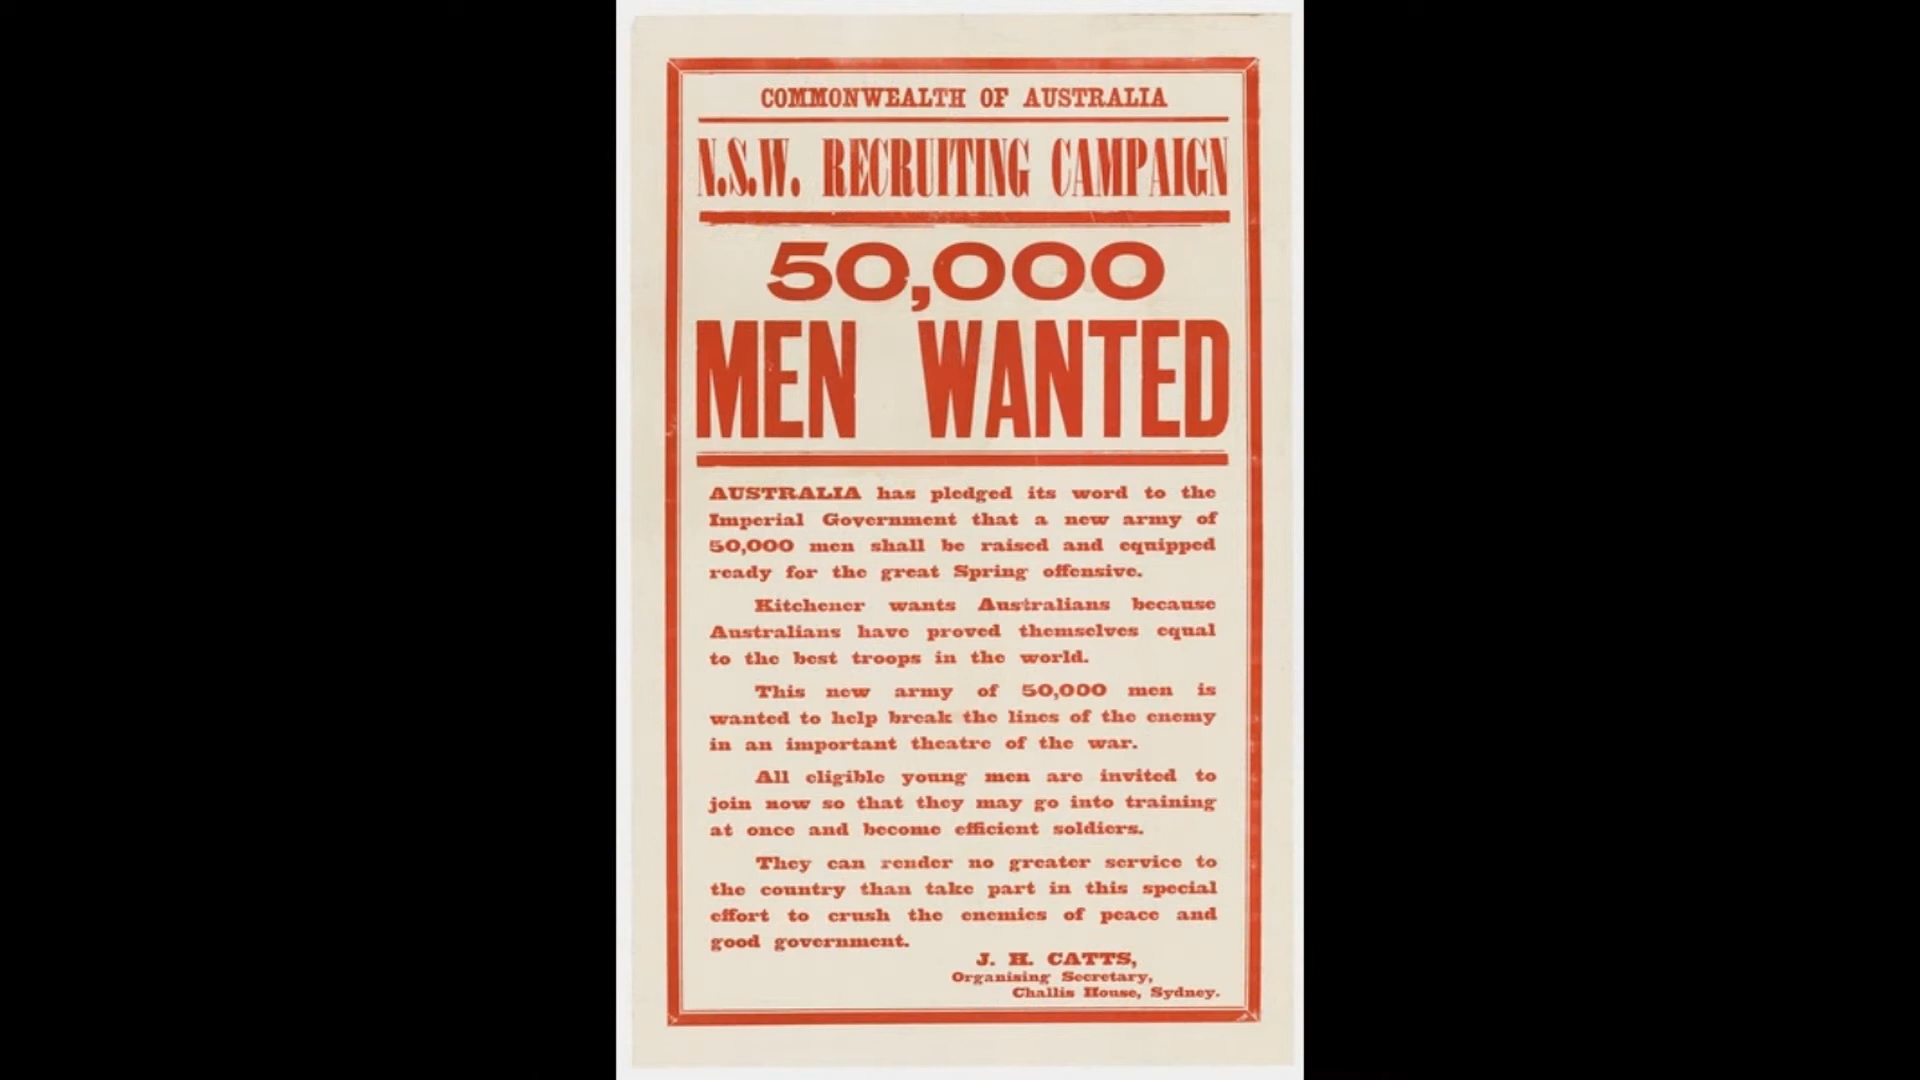 COMMONWEALTH OF AUSTRALIA
N.S.W. RECRUITING CAMPAIGN
50,000
MEN WANTED
AUSTRALIA has pledged its word to the
Imperial Government that a new army of
50,000 men shall be raised and equipped
ready for the great Spring offensive.
Kitchener wants Australians because
Australians have proved themselves equal
to the best troops in the world.
This new army of 50,000 men is
wanted to help break the lines of the enemy
in an important theatre of the war.
All eligible young men are invited to
join now so that they may go into training
at once and become efficient soldiers.
They can render no greater service to
the country than take part in this special
effort to crush the enemies of peace and
good government.
J. H. CATTS,
Organising Secretary,
Challis House, Sydney.